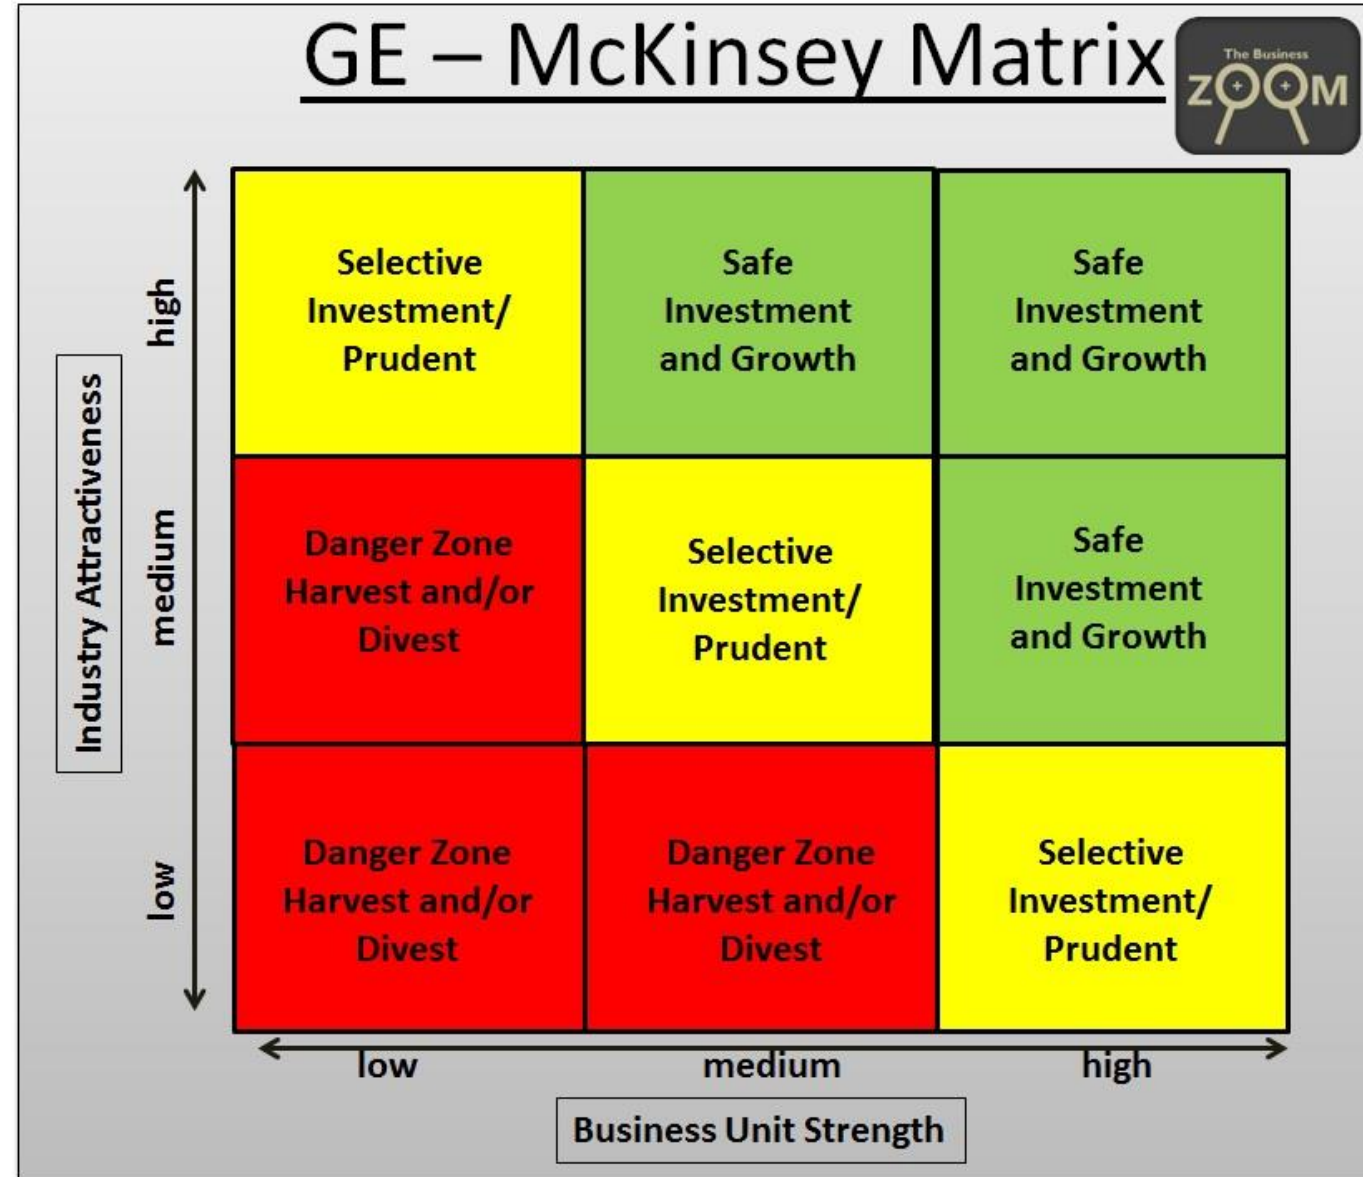 GE – McKinsey Matrix
The Business
ZOOM
Industry Attractiveness
high
Selective
Investment/
Prudent
Safe
Investment
and Growth
Safe
Investment
and Growth
medium
Danger Zone
Harvest and/or
Divest
Selective
Investment/
Prudent
Safe
Investment
and Growth
low
Danger Zone
Harvest and/or
Divest
Danger Zone
Harvest and/or
Divest
Selective
Investment/
Prudent
low
medium
high
Business Unit Strength